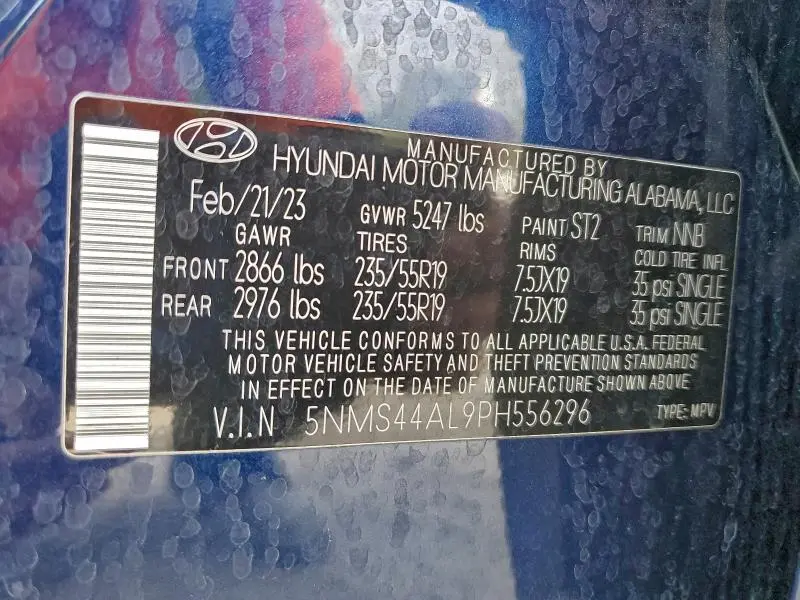 MANUFACTURED BY
HYUNDAI MOTOR MANUFACTURING ALABAMA, LLC
Feb/21/23 GVWR 5247 lbs PAINT ST2 TRIM NNB
GAWR TIRES RIMS COLD TIRE INFL
FRONT 2866 lbs 235/55R19 7.5JX19 35 psi SINGLE
REAR 2976 lbs 235/55R19 7.5JX19 35 psi SINGLE
THIS VEHICLE CONFORMS TO ALL APPLICABLE U.S.A. FEDERAL
MOTOR VEHICLE SAFETY AND THEFT PREVENTION STANDARDS
IN EFFECT ON THE DATE OF MANUFACTURE SHOWN ABOVE.
V.I.N 5NMS44AL9PH556296 TYPE: MPV